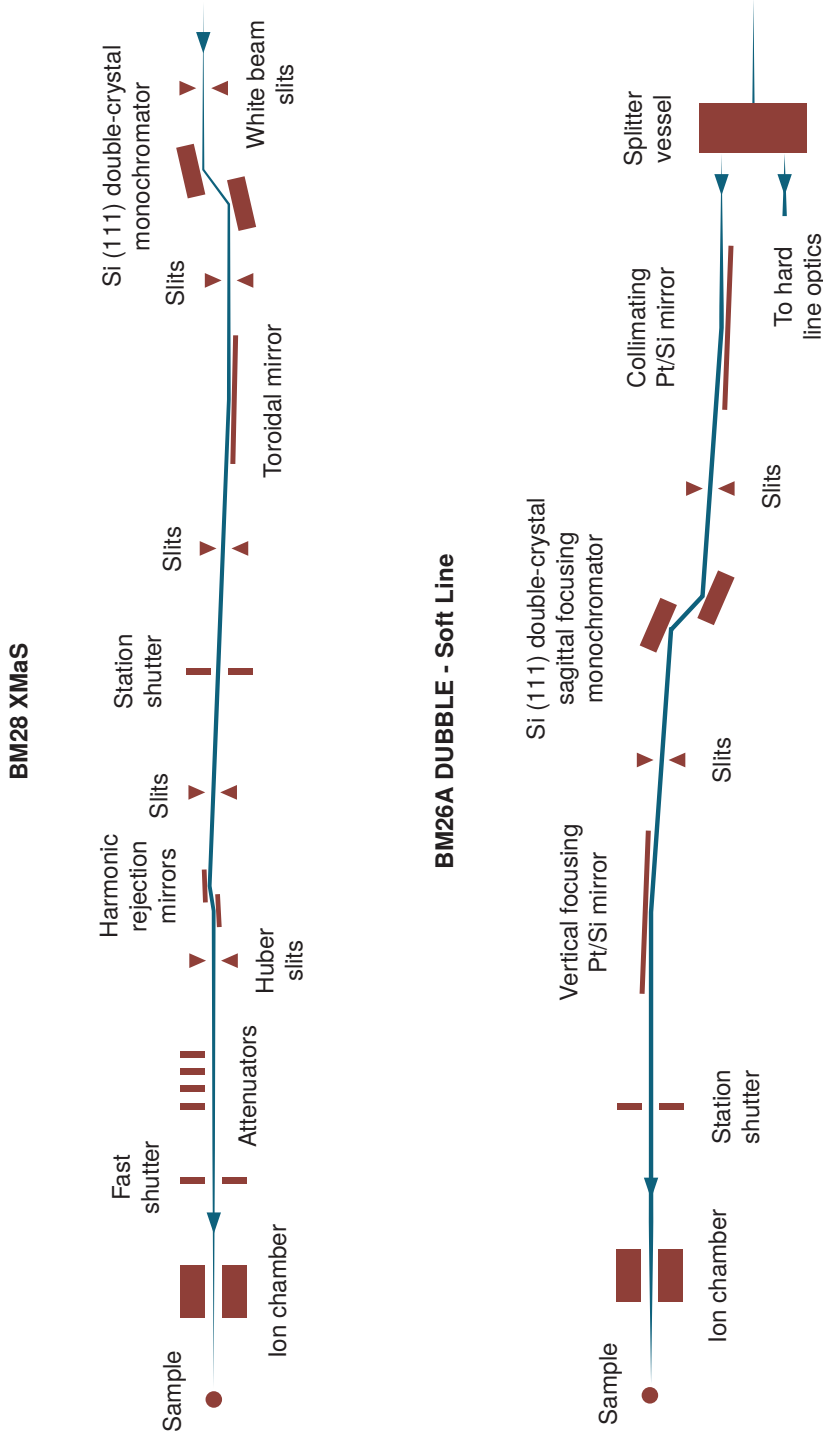 BM28 XMaS
Sample
Ion chamber
Fast
shutter
Attenuators
Huber
slits
Harmonic
rejection
mirrors
Slits
Station
shutter
Slits
Toroidal mirror
Slits
Si (111) double-crystal
monochromator
White beam
slits
BM26A DUBBLE - Soft Line
Sample
Ion chamber
Station
shutter
Vertical focusing
Pt/Si mirror
Slits
Si (111) double-crystal
sagittal focusing
monochromator
Slits
Collimating
Pt/Si mirror
Splitter
vessel
To hard
line optics